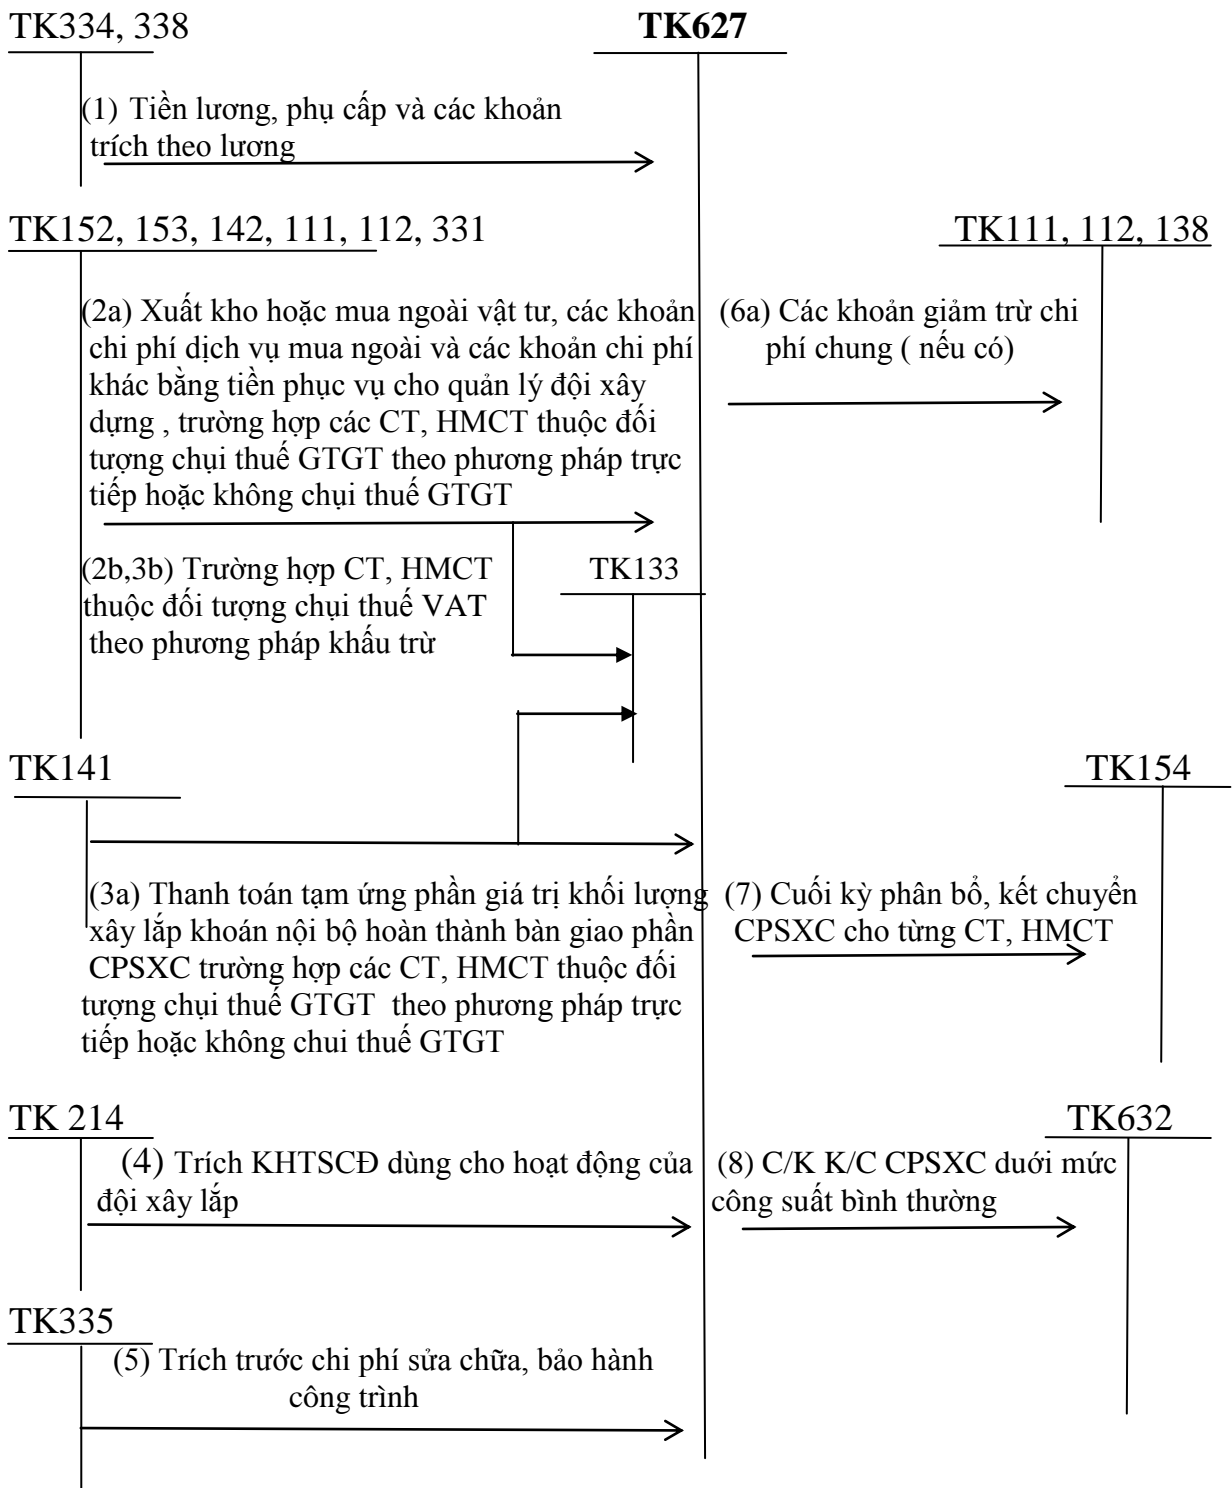 TK334, 338
TK627
(1) Tiền lương, phụ cấp và các khoản
trích theo lương
TK152, 153, 142, 111, 112, 331
TK111, 112, 138
(2a) Xuất kho hoặc mua ngoài vật tư, các khoản
chi phí dịch vụ mua ngoài và các khoản chi phí
khác bằng tiền phục vụ cho quản lý đội xây
dựng , trường hợp các CT, HMCT thuộc đối
tượng chụi thuế GTGT theo phương pháp trực
tiếp hoặc không chụi thuế GTGT
(6a) Các khoản giảm trừ chi
phí chung ( nếu có)
(2b,3b) Trường hợp CT, HMCT
thuộc đối tượng chụi thuế VAT
theo phương pháp khấu trừ
TK133
TK141
TK154
(3a) Thanh toán tạm ứng phần giá trị khối lượng
xây lắp khoán nội bộ hoàn thành bàn giao phần
CPSXC trường hợp các CT, HMCT thuộc đối
tượng chụi thuế GTGT theo phương pháp trực
tiếp hoặc không chui thuế GTGT
(7) Cuối kỳ phân bổ, kết chuyển
CPSXC cho từng CT, HMCT
TK 214
TK632
(4) Trích KHTSCĐ dùng cho hoạt động của
đội xây lắp
(8) C/K K/C CPSXC duới mức
công suất bình thường
TK335
(5) Trích trước chi phí sửa chữa, bảo hành
công trình